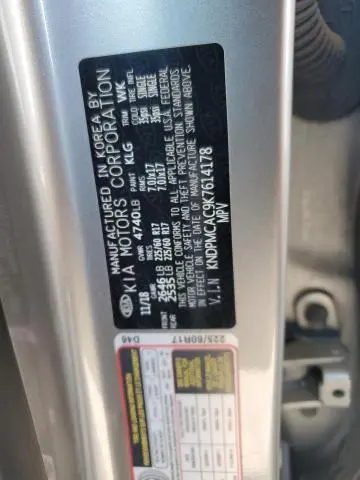 MANUFACTURED IN KOREA BY
KIA MOTORS CORPORATION
PAINT KLG TRIM WK
11/18 GVWR 4740LB
GAWR TIRES RIMS COLD TIRE INFL
FRONT 2646LB 225/60 R17 7.0Jx17 35psi SINGLE
REAR 2535LB 225/60 R17 7.0Jx17 35psi SINGLE
THIS VEHICLE CONFORMS TO ALL APPLICABLE U.S.A. FEDERAL
MOTOR VEHICLE SAFETY AND THEFT PREVENTION STANDARDS
IN EFFECT ON THE DATE OF MANUFACTURE SHOWN ABOVE.
V.I.N KNDPMCAC9K7614178
MPV
D46
225/60R17